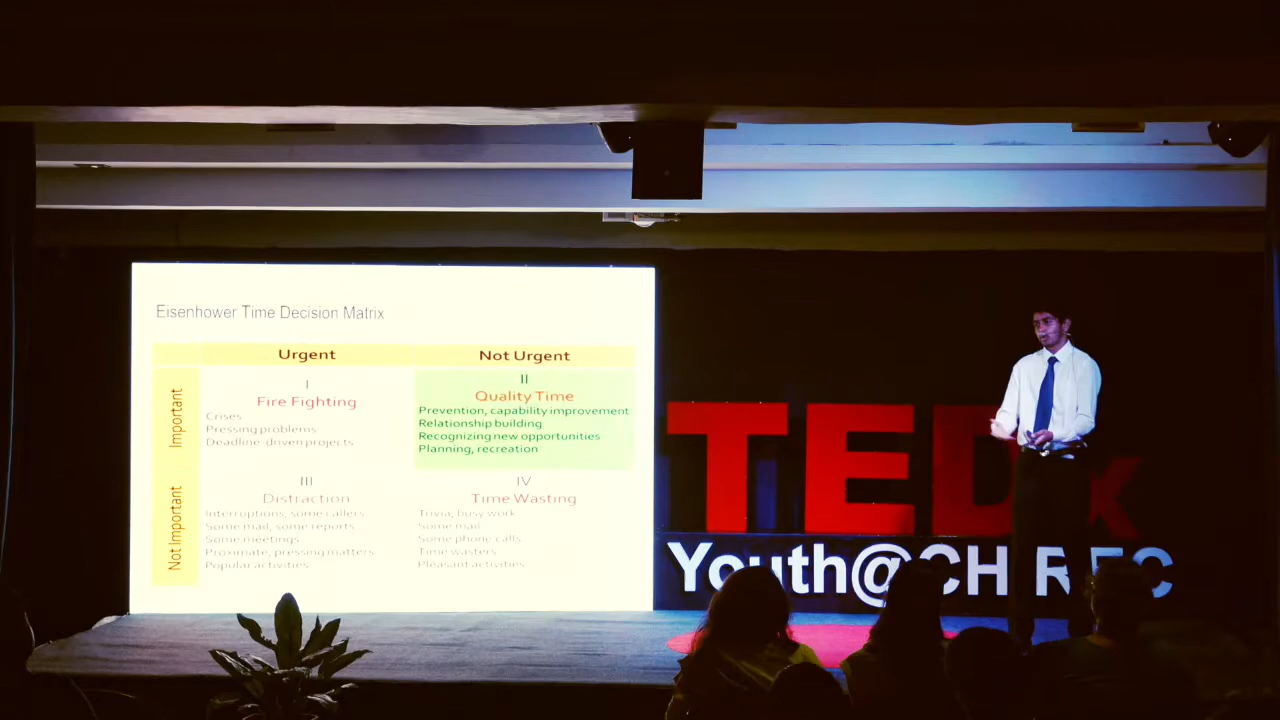 Eisenhower Time Decision Matrix
Urgent
Not Urgent
Important
I
Fire Fighting
Crises
Pressing problems
Deadline-driven projects
II
Quality Time
Prevention, capability improvement
Relationship building
Recognizing new opportunities
Planning, recreation
Not Important
III
Distraction
Interruptions, some callers
Some mail, some reports
Some meetings
Proximate, pressing matters
Popular activities
IV
Time Wasting
Trivia, busy work
Some mail
Some phone calls
Time wasters
Pleasant activities
TEDx
Youth@CHIREC